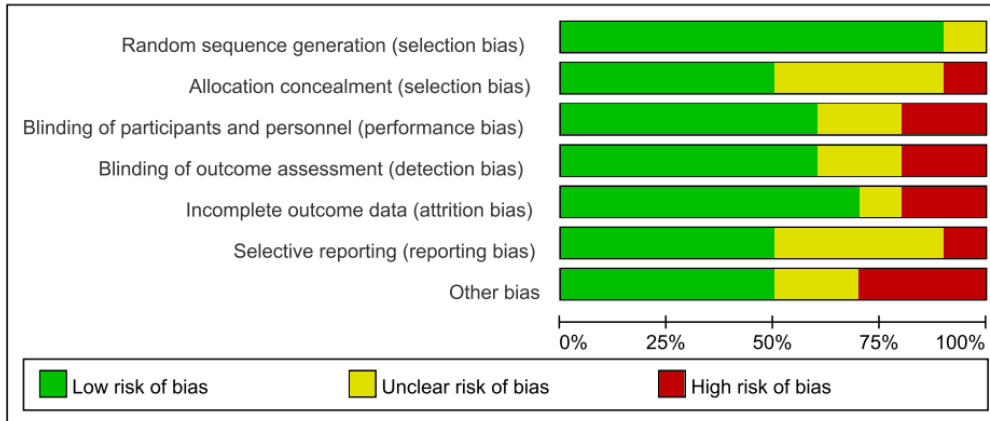 Random sequence generation (selection bias)
Allocation concealment (selection bias)
Blinding of participants and personnel (performance bias)
Blinding of outcome assessment (detection bias)
Incomplete outcome data (attrition bias)
Selective reporting (reporting bias)
Other bias
0% 25% 50% 75% 100%
Low risk of bias Unclear risk of bias High risk of bias